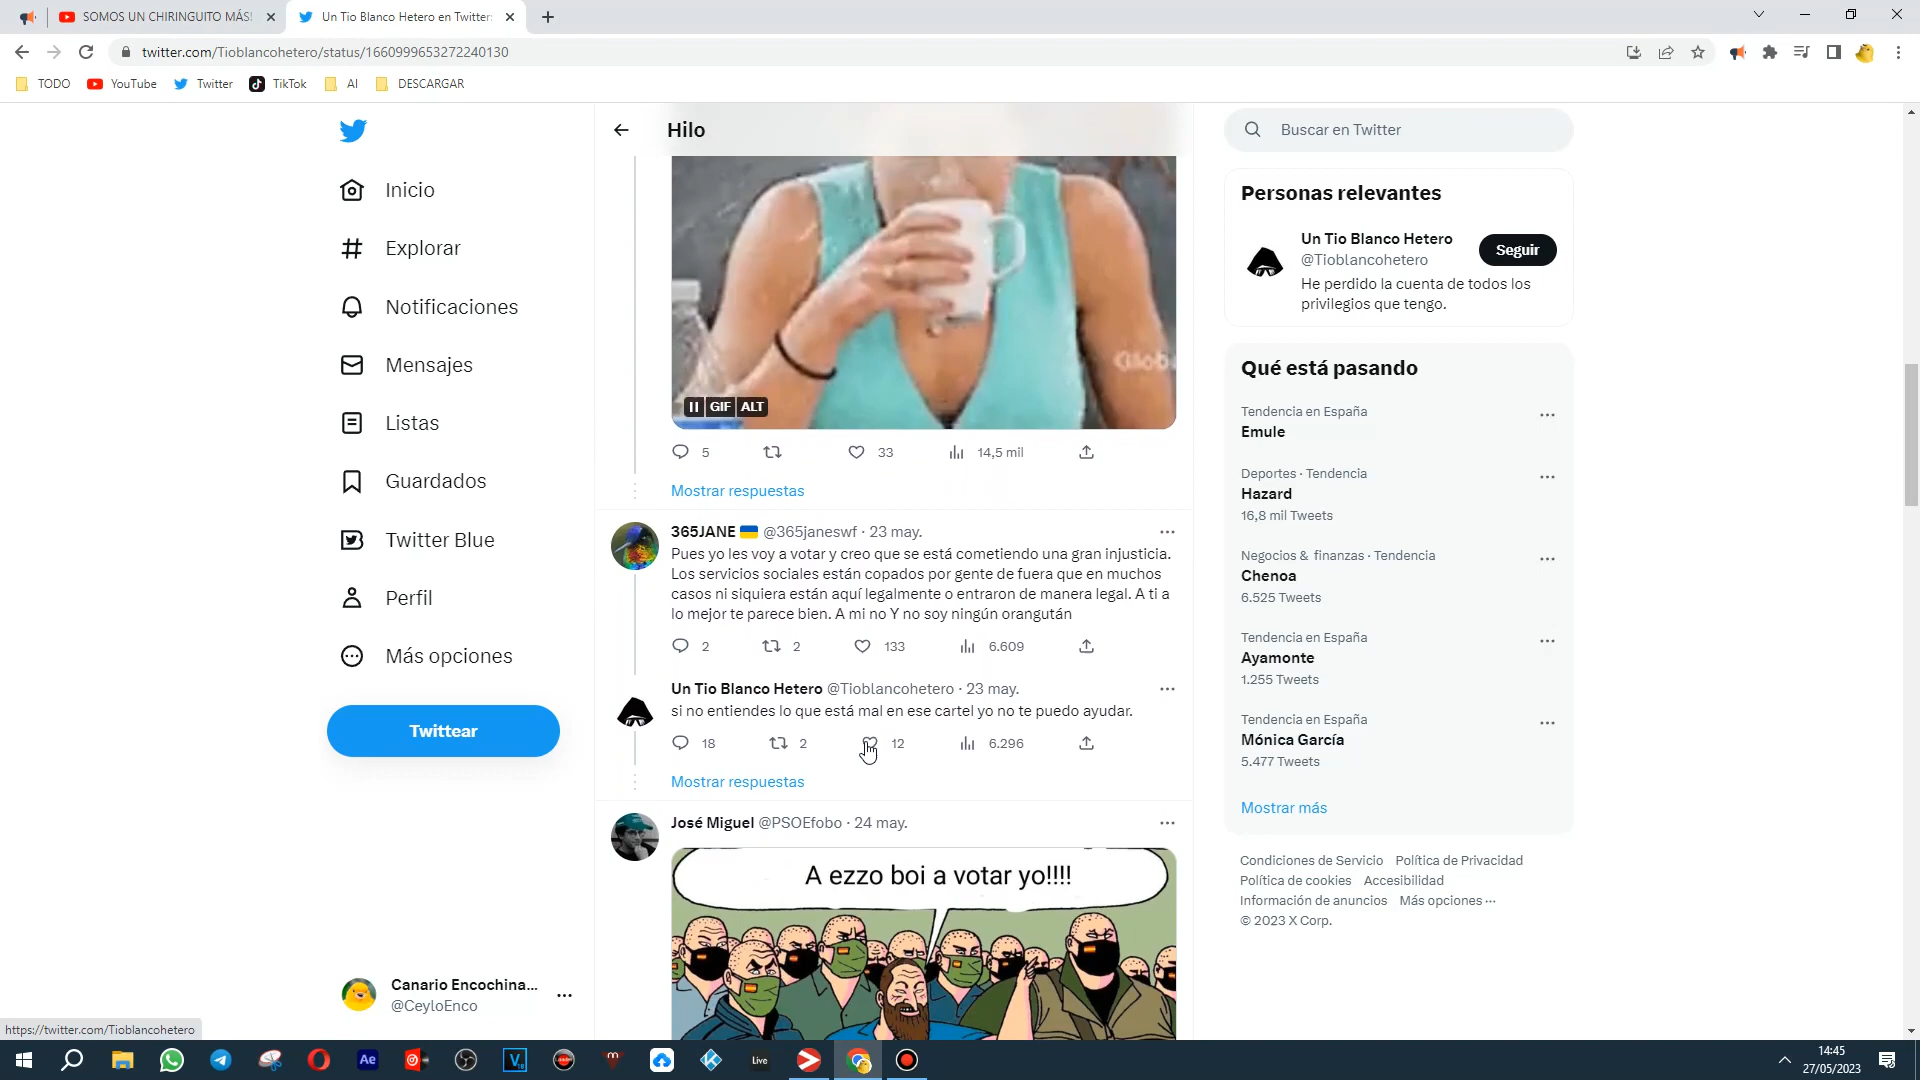 SOMOS UN CHIRINGUITO MÁS!
Un Tio Blanco Hetero en Twitter:
twitter.com/Tioblancohetero/status/1660999653272240130
TODO
YouTube
Twitter
TikTok
AI
DESCARGAR
Inicio
Explorar
Notificaciones
Mensajes
Listas
Guardados
Twitter Blue
Perfil
Más opciones
Twittear
Canario Encochina...
@CeyloEnco
https://twitter.com/Tioblancohetero
Hilo
GIF ALT
5 33 14,5 mil
Mostrar respuestas
365JANE @365janeswf · 23 may.
Pues yo les voy a votar y creo que se está cometiendo una gran injusticia.
Los servicios sociales están copados por gente de fuera que en muchos
casos ni siquiera están aquí legalmente o entraron de manera legal. A ti a
lo mejor te parece bien. A mi no Y no soy ningún orangután
2 2 133 6.609
Un Tio Blanco Hetero @Tioblancohetero · 23 may.
si no entiendes lo que está mal en ese cartel yo no te puedo ayudar.
18 2 12 6.296
Mostrar respuestas
José Miguel @PSOEfobo · 24 may.
A ezzo boi a votar yo!!!!
Buscar en Twitter
Personas relevantes
Un Tio Blanco Hetero
@Tioblancohetero
Seguir
He perdido la cuenta de todos los
privilegios que tengo.
Qué está pasando
Tendencia en España
Emule
Deportes · Tendencia
Hazard
16,8 mil Tweets
Negocios & finanzas · Tendencia
Chenoa
6.525 Tweets
Tendencia en España
Ayamonte
1.255 Tweets
Tendencia en España
Mónica García
5.477 Tweets
Mostrar más
Condiciones de Servicio Política de Privacidad
Política de cookies Accesibilidad
Información de anuncios Más opciones ···
© 2023 X Corp.
Ae
Live
14:45
27/05/2023